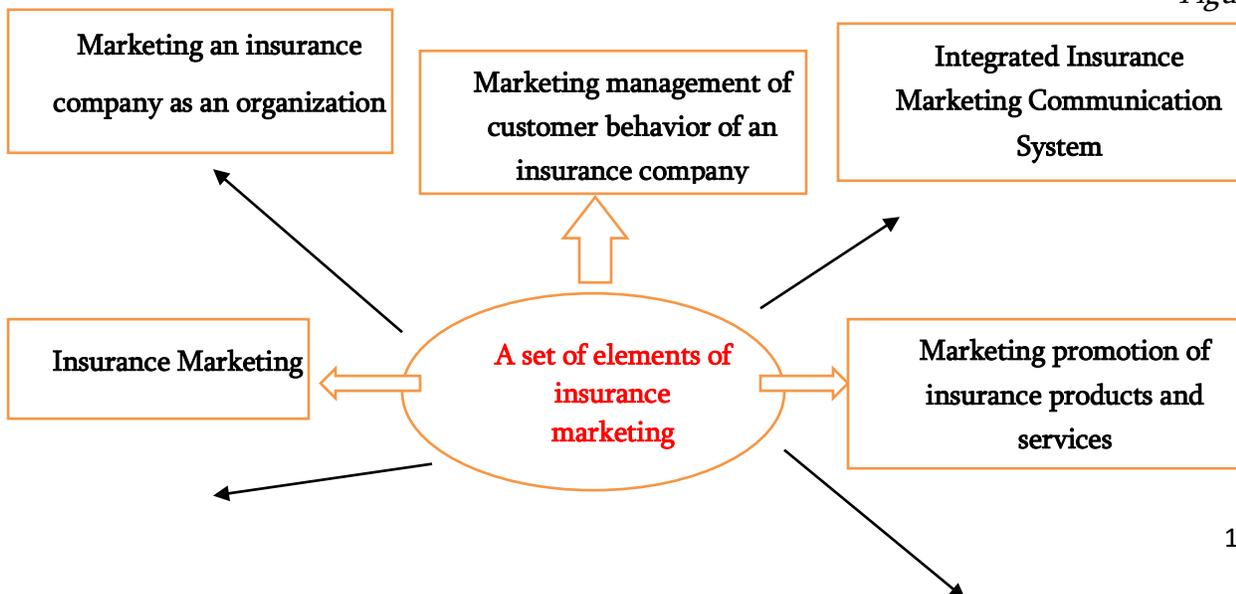 Marketing an insurance
company as an organization
Marketing management of
customer behavior of an
insurance company
Integrated Insurance
Marketing Communication
System
Insurance Marketing
A set of elements of
insurance
marketing
Marketing promotion of
insurance products and
services
1